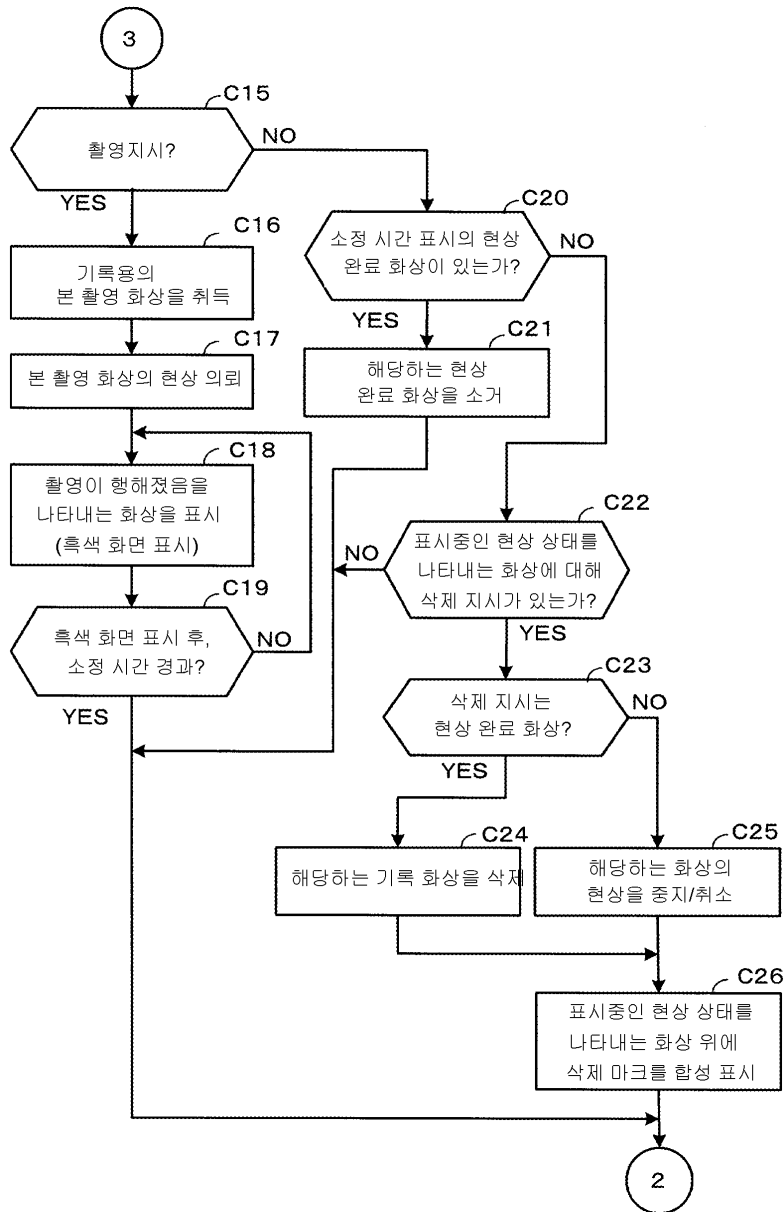 3
C15
촬영지시?
NO
YES
C16
기록용의
본 촬영 화상을 취득
C17
본 촬영 화상의 현상 의뢰
C18
촬영이 행해졌음을
나타내는 화상을 표시
(흑색 화면 표시)
C19
흑색 화면 표시 후,
소정 시간 경과?
NO
YES
C20
소정 시간 표시의 현상
완료 화상이 있는가?
NO
YES
C21
해당하는 현상
완료 화상을 소거
C22
표시중인 현상 상태를
나타내는 화상에 대해
삭제 지시가 있는가?
NO
YES
C23
삭제 지시는
현상 완료 화상?
NO
YES
C24
해당하는 기록 화상을 삭제
C25
해당하는 화상의
현상을 중지/취소
C26
표시중인 현상 상태를
나타내는 화상 위에
삭제 마크를 합성 표시
2